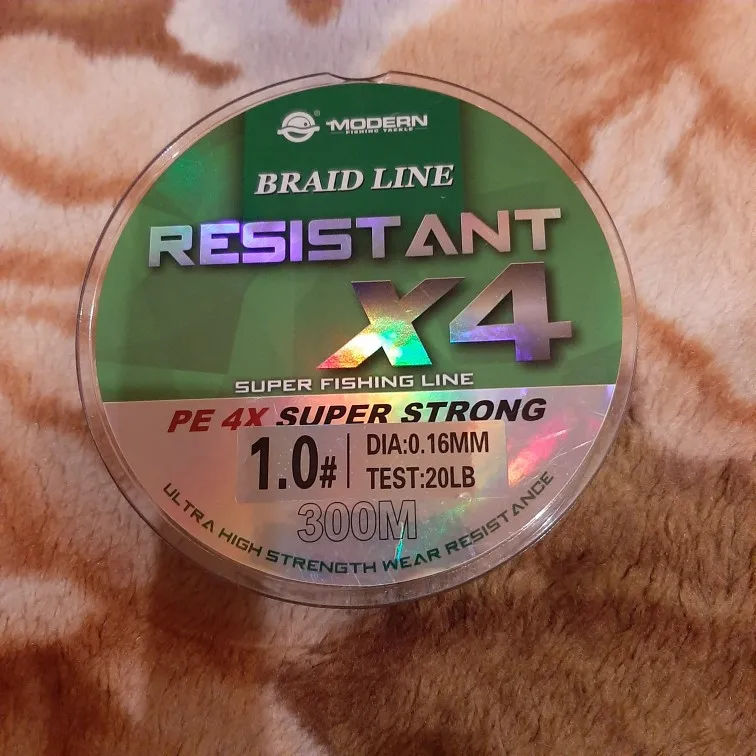 MODERN
FISHING TACKLE
BRAID LINE
RESISTANT
X4
SUPER FISHING LINE
PE 4X SUPER STRONG
1.0# DIA:0.16MM
TEST:20LB
300M
ULTRA HIGH STRENGTH WEAR RESISTANCE